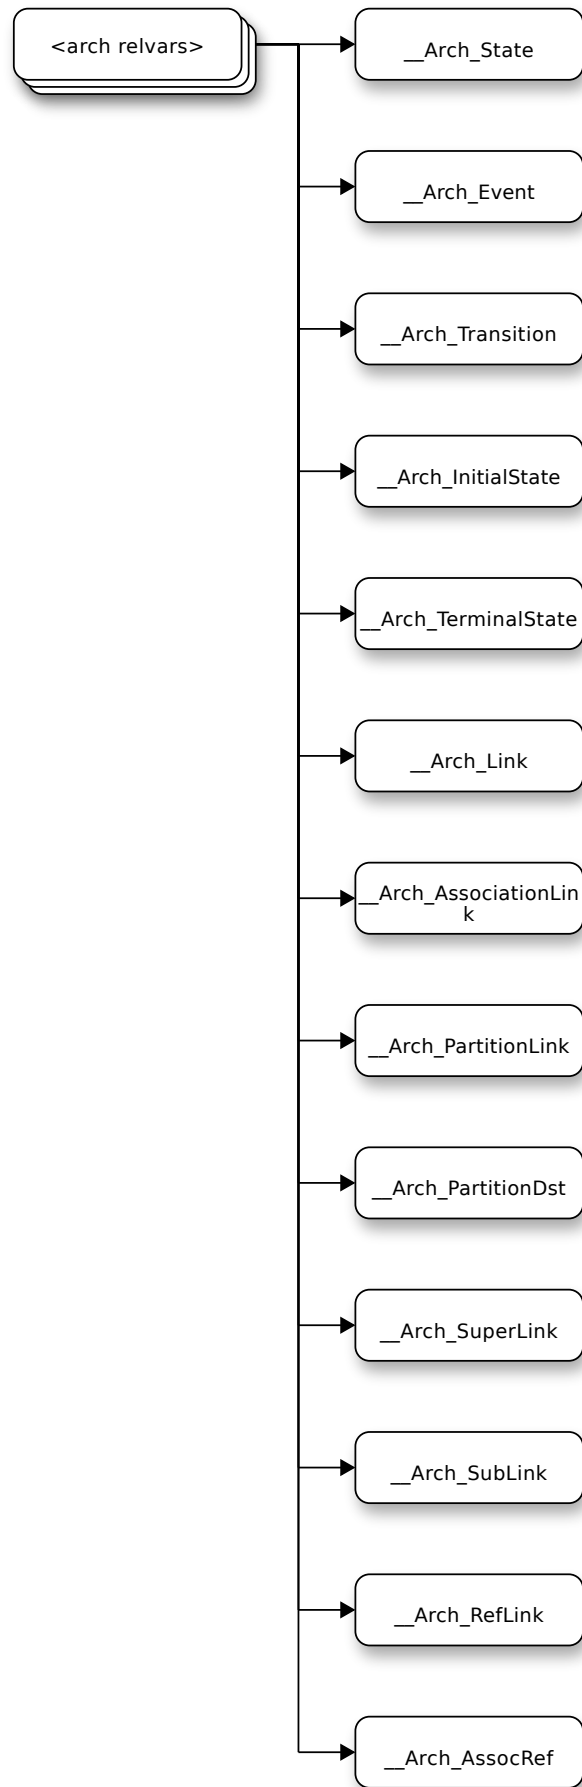 <arch relvars>
__Arch_State
__Arch_Event
__Arch_Transition
__Arch_InitialState
__Arch_TerminalState
__Arch_Link
__Arch_AssociationLin
k
__Arch_PartitionLink
__Arch_PartitionDst
__Arch_SuperLink
__Arch_SubLink
__Arch_RefLink
__Arch_AssocRef